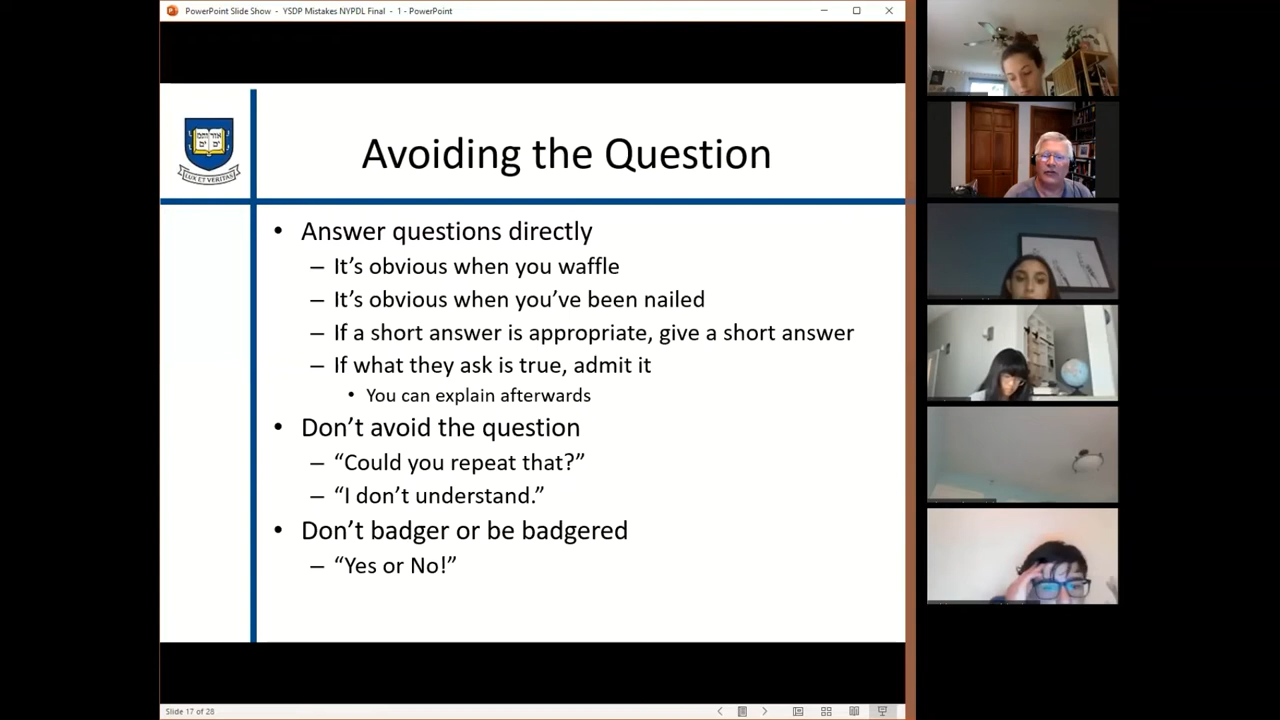 PowerPoint Slide Show - YSDP Mistakes NYPDL Final - 1 - PowerPoint
LUX ET VERITAS
Avoiding the Question
• Answer questions directly
– It’s obvious when you waffle
– It’s obvious when you’ve been nailed
– If a short answer is appropriate, give a short answer
– If what they ask is true, admit it
• You can explain afterwards
• Don’t avoid the question
– “Could you repeat that?”
– “I don’t understand.”
• Don’t badger or be badgered
– “Yes or No!”
Slide 17 of 28